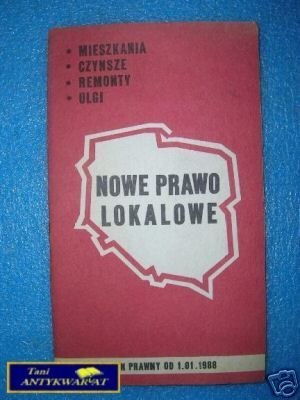 • MIESZKANIA
• CZYNSZE
• REMONTY
• ULGI
NOWE PRAWO
LOKALOWE
N PRAWNY OD 1.01.1988
Tani
ANTYKWARIAT